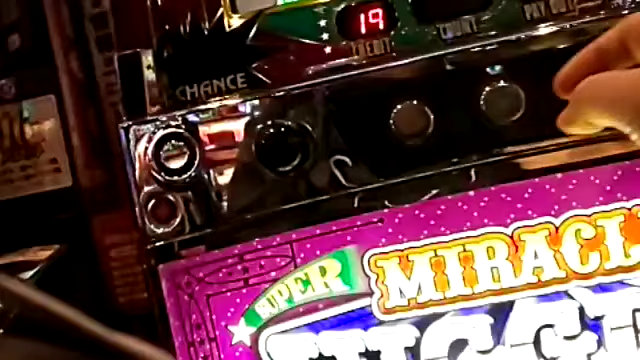 19
CREDIT
COUNT
PAY OUT
CHANCE
SUPER
MIRACL